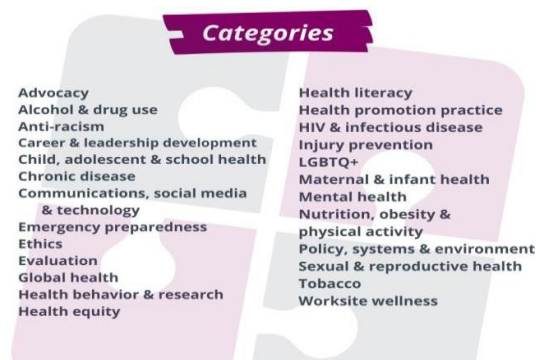 Categories
Advocacy
Alcohol & drug use
Anti-racism
Career & leadership development
Child, adolescent & school health
Chronic disease
Communications, social media
& technology
Emergency preparedness
Ethics
Evaluation
Global health
Health behavior & research
Health equity
Health literacy
Health promotion practice
HIV & infectious disease
Injury prevention
LGBTQ+
Maternal & infant health
Mental health
Nutrition, obesity &
physical activity
Policy, systems & environment
Sexual & reproductive health
Tobacco
Worksite wellness